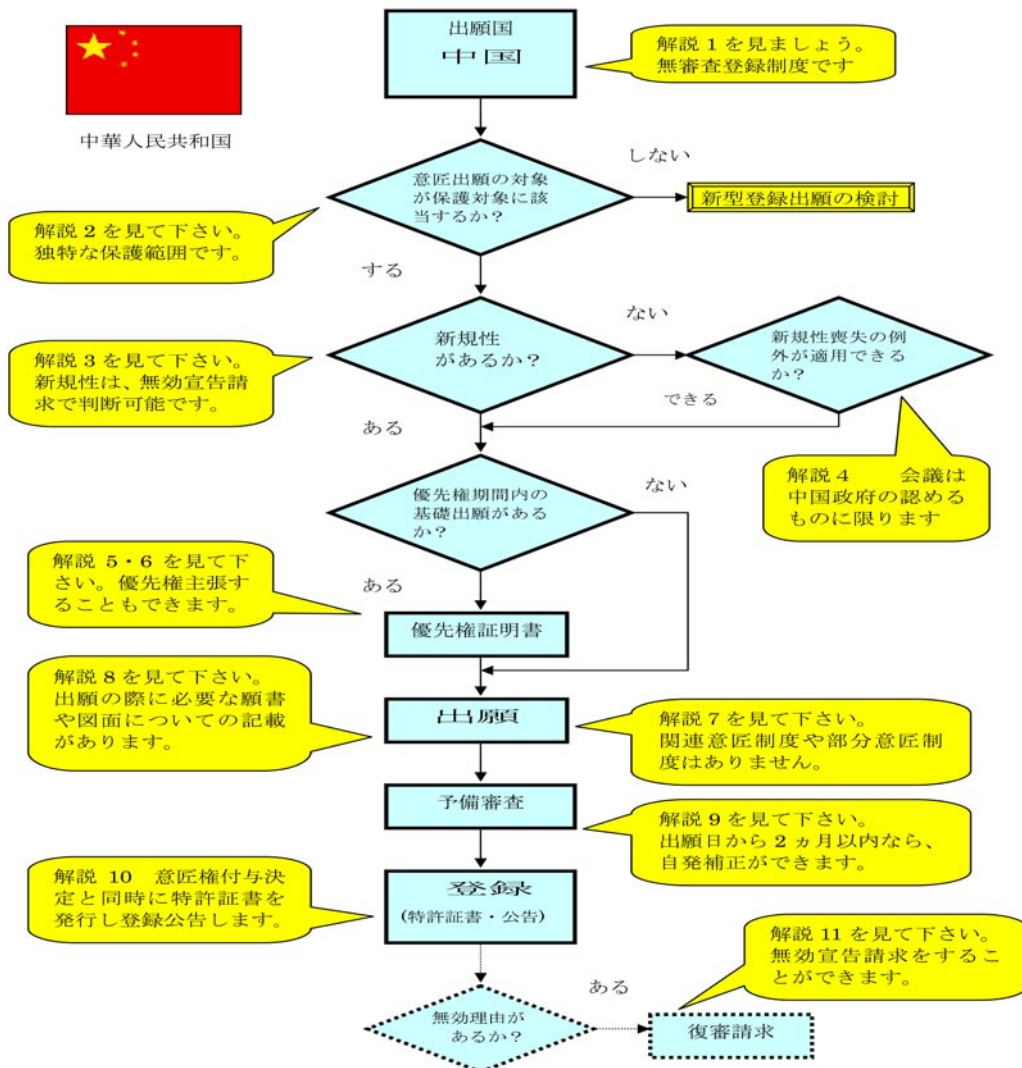 出願国
中国
解説1を見ましょう。
無審査登録制度です
中華人民共和国
意匠出願の対象
が保護対象に該
当するか？
しない
新型登録出願の検討
解説2を見て下さい。
独特な保護範囲です。
する
新規性
があるか？
ない
新規性喪失の例
外が適用できる
か？
解説3を見て下さい。
新規性は、無効宣告請
求で判断可能です。
できる
ある
解説4　会議は
中国政府の認める
ものに限ります
優先権期間内の
基礎出願がある
か？
ない
解説 5・6 を見て下
さい。優先権主張す
ることもできます。
ある
優先権証明書
解説8を見て下さい。
出願の際に必要な願書
や図面についての記載
があります。
出願
解説7を見て下さい。
関連意匠制度や部分意匠制
度はありません。
予備審査
解説9を見て下さい。
出願日から2ヵ月以内なら、
自発補正ができます。
解説 10　意匠権付与決
定と同時に特許証書を
発行し登録公告します。
登録
(特許証書・公告)
解説11を見て下さい。
無効宣告請求をするこ
とができます。
無効理由が
あるか？
ある
復審請求